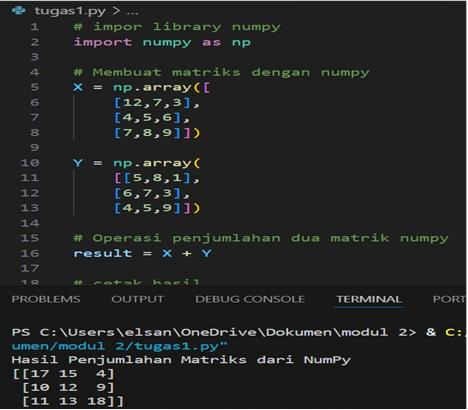 tugas1.py > ...
1 # impor library numpy
2 import numpy as np
3
4 # Membuat matriks dengan numpy
5 X = np.array([
6 [12,7,3],
7 [4,5,6],
8 [7,8,9]])
9
10 Y = np.array(
11 [[5,8,1],
12 [6,7,3],
13 [4,5,9]])
14
15 # Operasi penjumlahan dua matrik numpy
16 result = X + Y
17
18 # cetak hasil
PROBLEMS OUTPUT DEBUG CONSOLE TERMINAL PORT
PS C:\Users\elsan\OneDrive\Dokumen\modul 2> & C:/
umen/modul 2/tugas1.py"
Hasil Penjumlahan Matriks dari NumPy
[[17 15 4]
[10 12 9]
[11 13 18]]